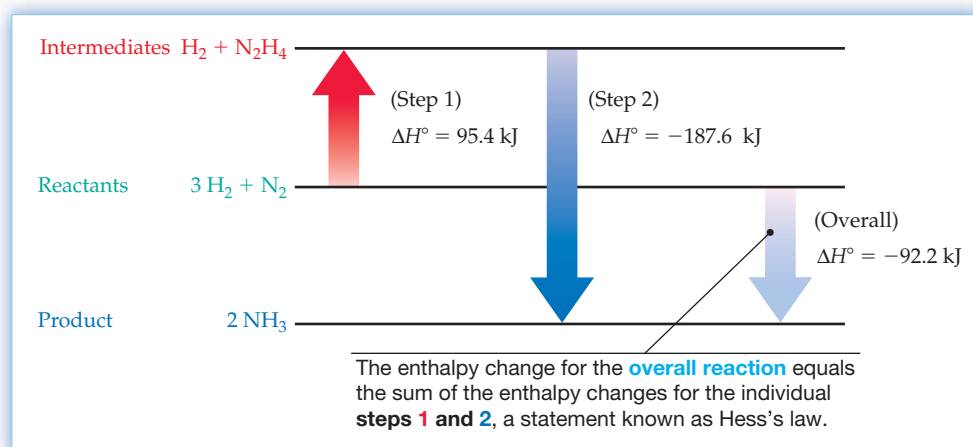 Intermediates H₂ + N₂H₄
(Step 1)
ΔH° = 95.4 kJ
(Step 2)
ΔH° = −187.6 kJ
Reactants 3 H₂ + N₂
(Overall)
ΔH° = −92.2 kJ
Product 2 NH₃
The enthalpy change for the overall reaction equals
the sum of the enthalpy changes for the individual
steps 1 and 2, a statement known as Hess’s law.